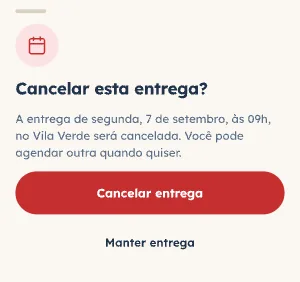 Cancelar esta entrega?
A entrega de segunda, 7 de setembro, às 09h,
no Vila Verde será cancelada. Você pode
agendar outra quando quiser.
Cancelar entrega
Manter entrega